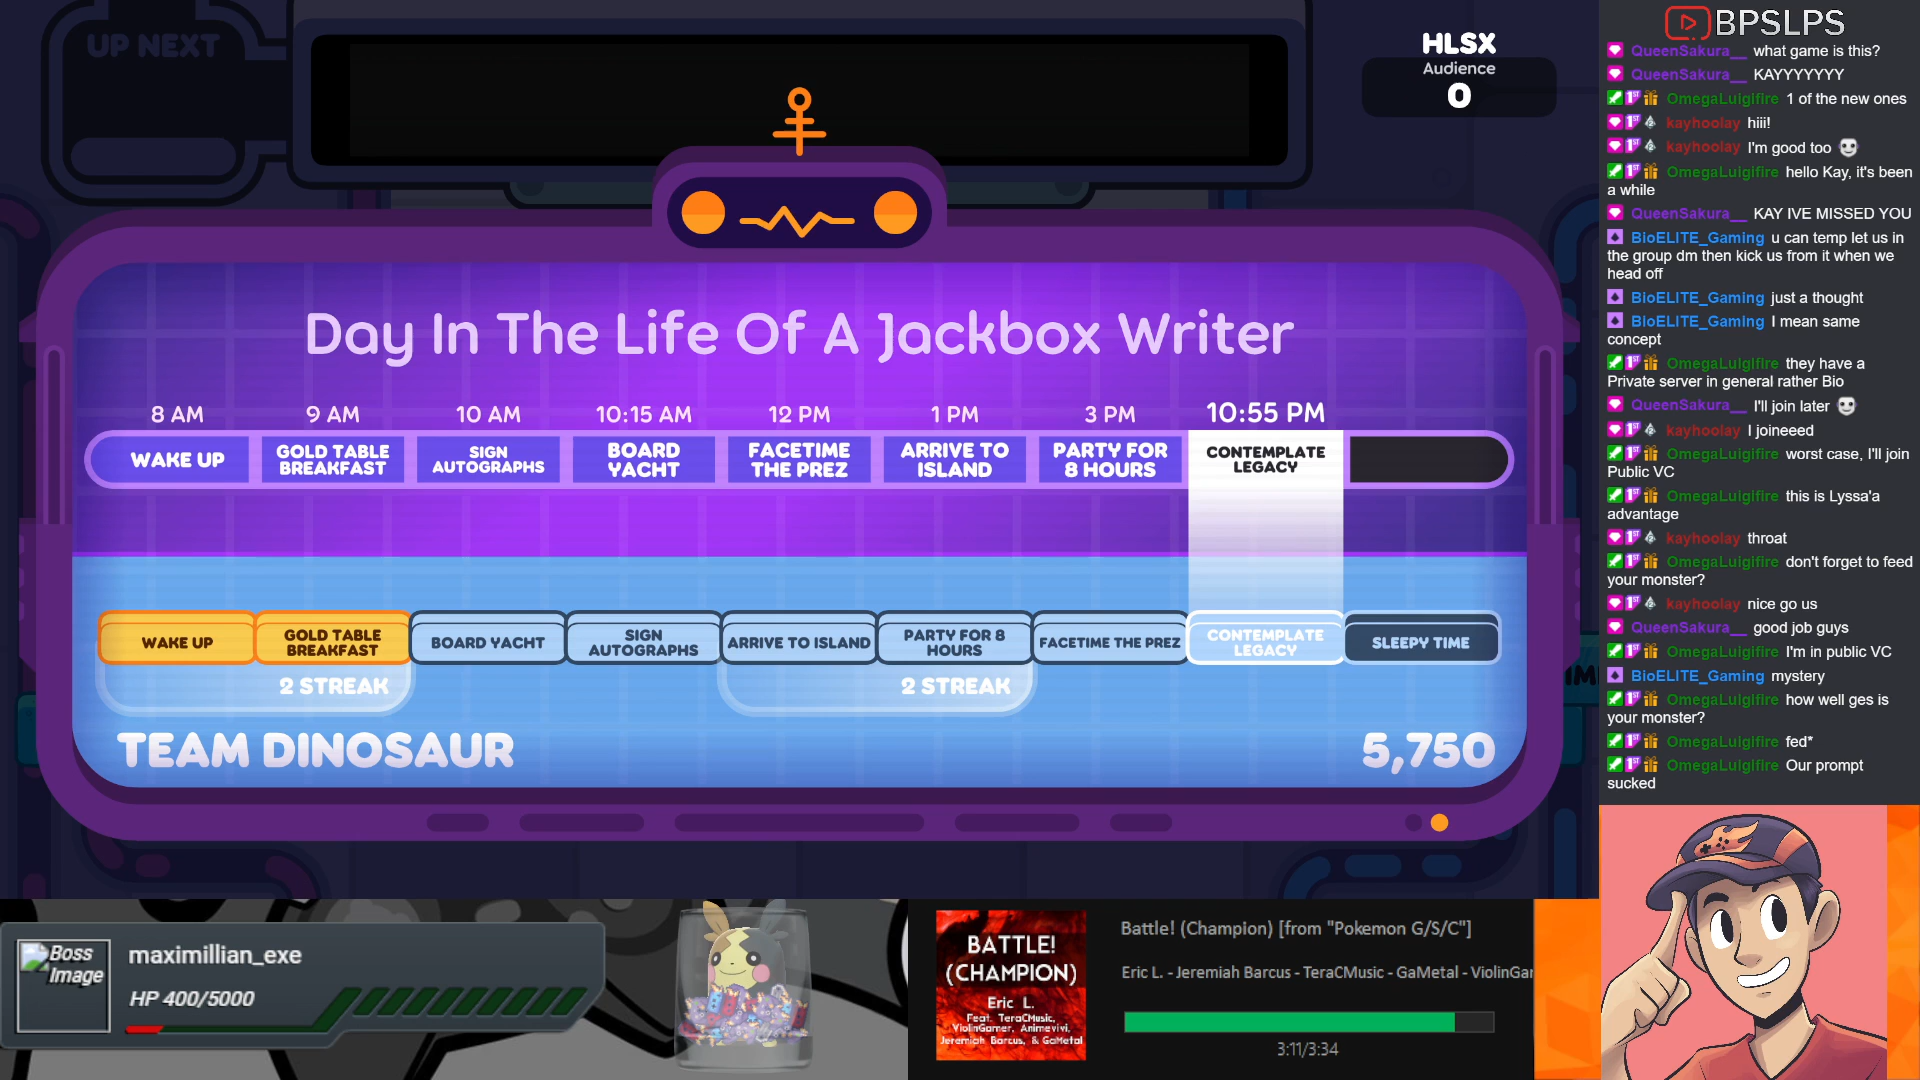 UP NEXT
HLSX
Audience
0
Day In The Life Of A Jackbox Writer
8 AM
9 AM
10 AM
10:15 AM
12 PM
1 PM
3 PM
10:55 PM
WAKE UP
GOLD TABLE
BREAKFAST
SIGN
AUTOGRAPHS
BOARD
YACHT
FACETIME
THE PREZ
ARRIVE TO
ISLAND
PARTY FOR
8 HOURS
CONTEMPLATE
LEGACY
WAKE UP
GOLD TABLE
BREAKFAST
BOARD YACHT
SIGN
AUTOGRAPHS
ARRIVE TO ISLAND
PARTY FOR 8
HOURS
FACETIME THE PREZ
CONTEMPLATE
LEGACY
SLEEPY TIME
2 STREAK
2 STREAK
TEAM DINOSAUR
5,750
BPSLPS
QueenSakura__ what game is this?
QueenSakura__ KAYYYYYYY
OmegaLuigifire 1 of the new ones
kayhoolay hiii!
kayhoolay I'm good too
OmegaLuigifire hello Kay, it's been
a while
QueenSakura__ KAY IVE MISSED YOU
BioELITE_Gaming u can temp let us in
the group dm then kick us from it when we
head off
BioELITE_Gaming just a thought
BioELITE_Gaming I mean same
concept
OmegaLuigifire they have a
Private server in general rather Bio
QueenSakura__ I'll join later
kayhoolay I joineeed
OmegaLuigifire worst case, I'll join
Public VC
OmegaLuigifire this is Lyssa'a
advantage
kayhoolay throat
OmegaLuigifire don't forget to feed
your monster?
kayhoolay nice go us
QueenSakura__ good job guys
OmegaLuigifire I'm in public VC
BioELITE_Gaming mystery
OmegaLuigifire how well ges is
your monster?
OmegaLuigifire fed*
OmegaLuigifire Our prompt
sucked
Boss
Image
maximillian_exe
HP 400/5000
BATTLE!
(CHAMPION)
Eric L.
Feat. TeraCMusic,
ViolinGamer, Animevivi,
Jeremiah Barcus, & GaMetal
Battle! (Champion) [from "Pokemon G/S/C"]
Eric L. - Jeremiah Barcus - TeraCMusic - GaMetal - ViolinGar
3:11/3:34